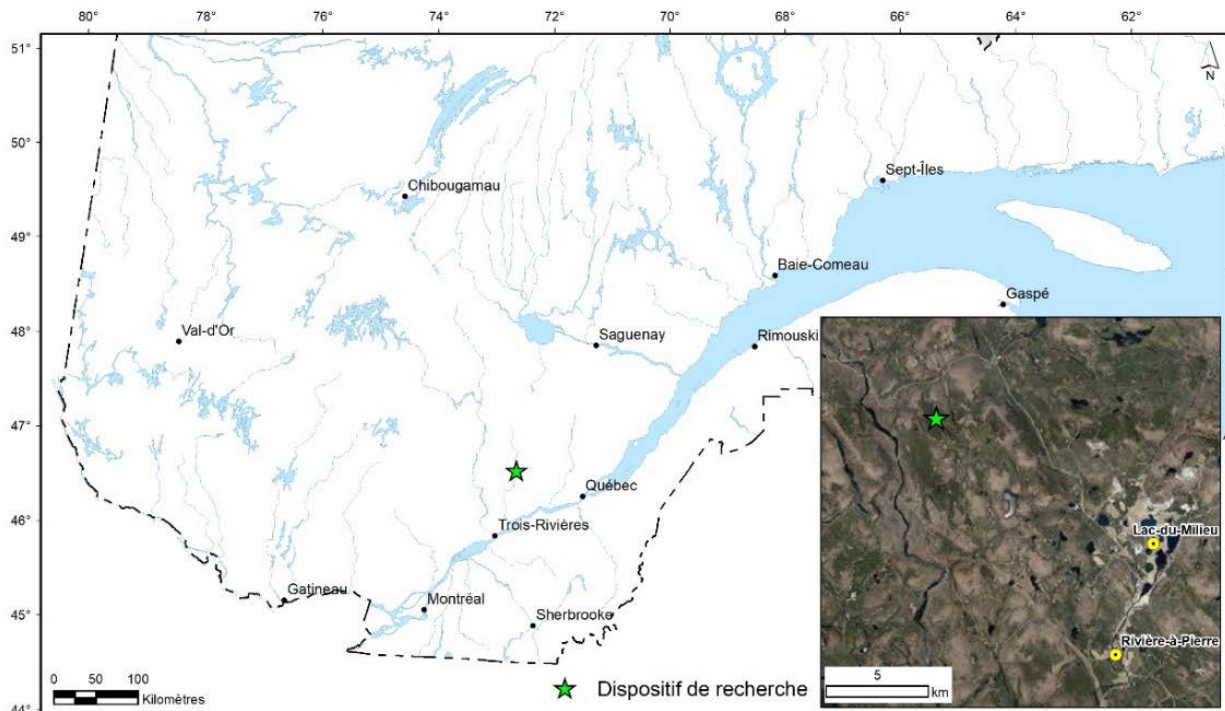 80° 78° 76° 74° 72° 70° 68° 66° 64° 62°
51°
N
50°
Sept-Îles
Chibougamau
49°
Baie-Comeau
Gaspé
48°
Val-d'Or
Saguenay
Rimouski
47°
Québec
46°
Trois-Rivières
Lac-du-Milieu
Gatineau
45°
Montréal
Sherbrooke
Rivière-à-Pierre
0 50 100
Kilomètres
Dispositif de recherche
5
km
44°